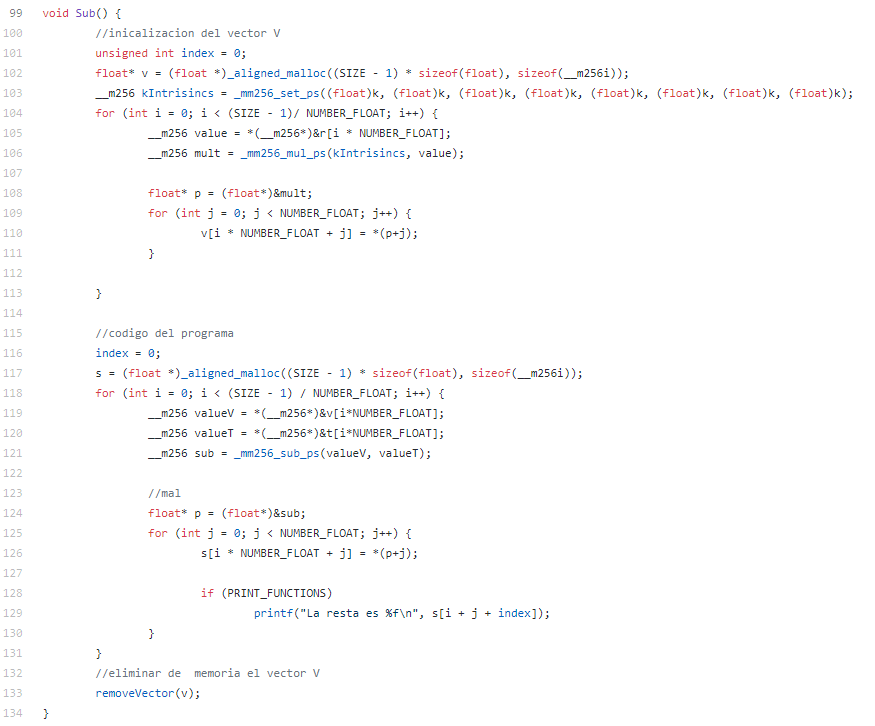 99 void Sub() {
100 //inicalizacion del vector V
101 unsigned int index = 0;
102 float* v = (float *)_aligned_malloc((SIZE - 1) * sizeof(float), sizeof(__m256i));
103 __m256 kIntrisincs = _mm256_set_ps((float)k, (float)k, (float)k, (float)k, (float)k, (float)k, (float)k, (float)k);
104 for (int i = 0; i < (SIZE - 1)/ NUMBER_FLOAT; i++) {
105 __m256 value = *(__m256*)&r[i * NUMBER_FLOAT];
106 __m256 mult = _mm256_mul_ps(kIntrisincs, value);
107
108 float* p = (float*)&mult;
109 for (int j = 0; j < NUMBER_FLOAT; j++) {
110 v[i * NUMBER_FLOAT + j] = *(p+j);
111 }
112
113 }
114
115 //codigo del programa
116 index = 0;
117 s = (float *)_aligned_malloc((SIZE - 1) * sizeof(float), sizeof(__m256i));
118 for (int i = 0; i < (SIZE - 1) / NUMBER_FLOAT; i++) {
119 __m256 valueV = *(__m256*)&v[i*NUMBER_FLOAT];
120 __m256 valueT = *(__m256*)&t[i*NUMBER_FLOAT];
121 __m256 sub = _mm256_sub_ps(valueV, valueT);
122
123 //mal
124 float* p = (float*)&sub;
125 for (int j = 0; j < NUMBER_FLOAT; j++) {
126 s[i * NUMBER_FLOAT + j] = *(p+j);
127
128 if (PRINT_FUNCTIONS)
129 printf("La resta es %f\n", s[i + j + index]);
130 }
131 }
132 //eliminar de  memoria el vector V
133 removeVector(v);
134 }